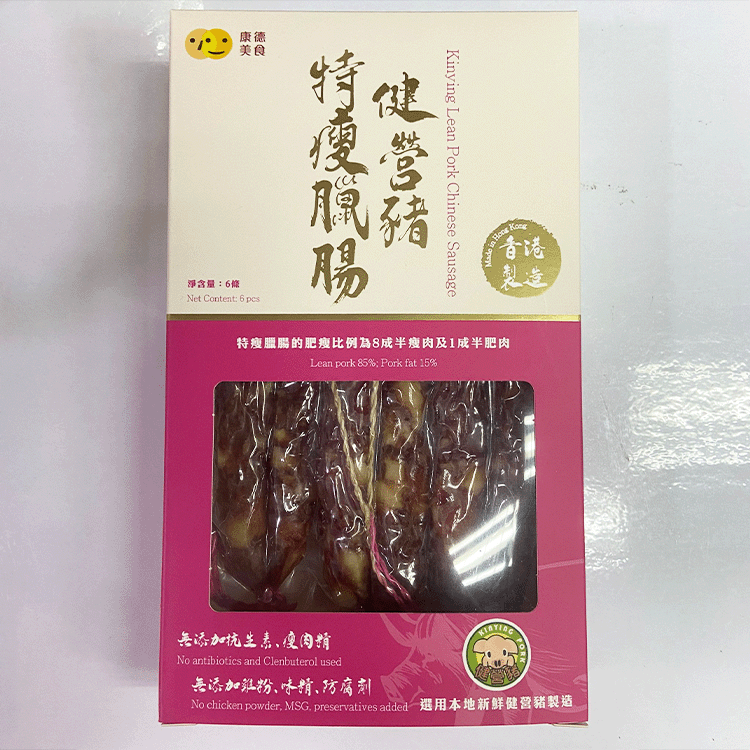 康德
美食
健營豬
特瘦臘腸
Kinying Lean Pork Chinese Sausage
Made in Hong Kong
香港
製造
淨含量：6條
Net Content: 6 pcs
特瘦臘腸的肥瘦比例為8成半瘦肉及1成半肥肉
Lean pork 85%; Pork fat 15%
無添加抗生素、瘦肉精
No antibiotics and Clenbuterol used
無添加雞粉、味精、防腐劑
No chicken powder, MSG, preservatives added
KINYING PORK
健營豬
選用本地新鮮健營豬製造